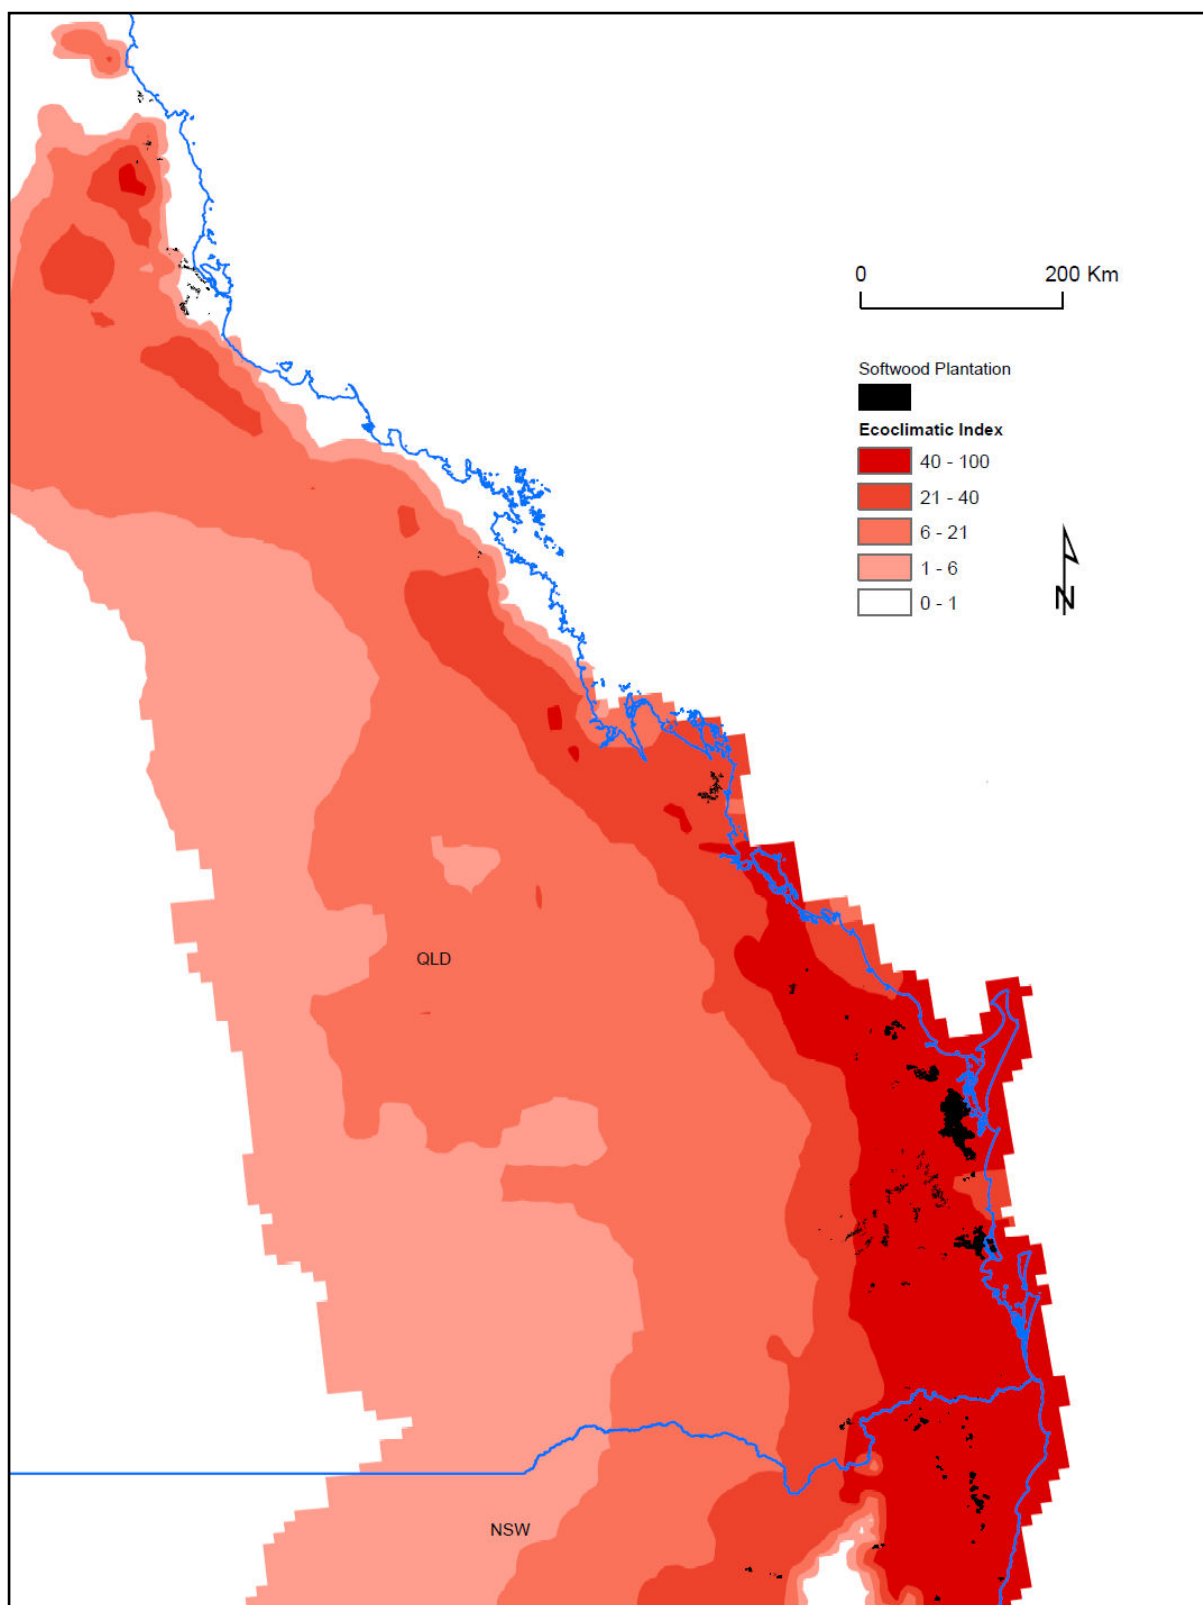 0 200 Km
Softwood Plantation
Ecoclimatic Index
40 - 100
21 - 40
6 - 21
1 - 6
0 - 1
N
QLD
NSW